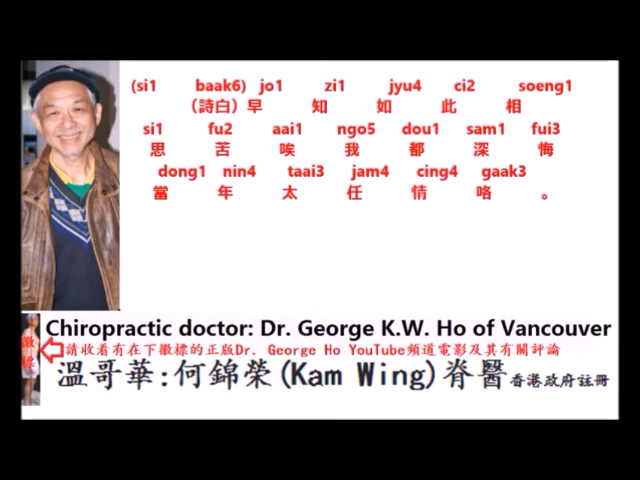 (si1 baak6) jo1 zi1 jyu4 ci2 soeng1
（詩白）早 知 如 此 相
si1 fu2 aai1 ngo5 dou1 sam1 fui3
思 苦 唉 我 都 深 悔
dong1 nin4 taai3 jam4 cing4 gaak3
當 年 太 任 情 咯 。
Chiropractic doctor: Dr. George K.W. Ho of Vancouver
請收看有在下徽標的正版Dr. George Ho YouTube頻道電影及其有關評論
溫哥華:何錦榮(Kam Wing)脊醫香港政府註冊
徽標